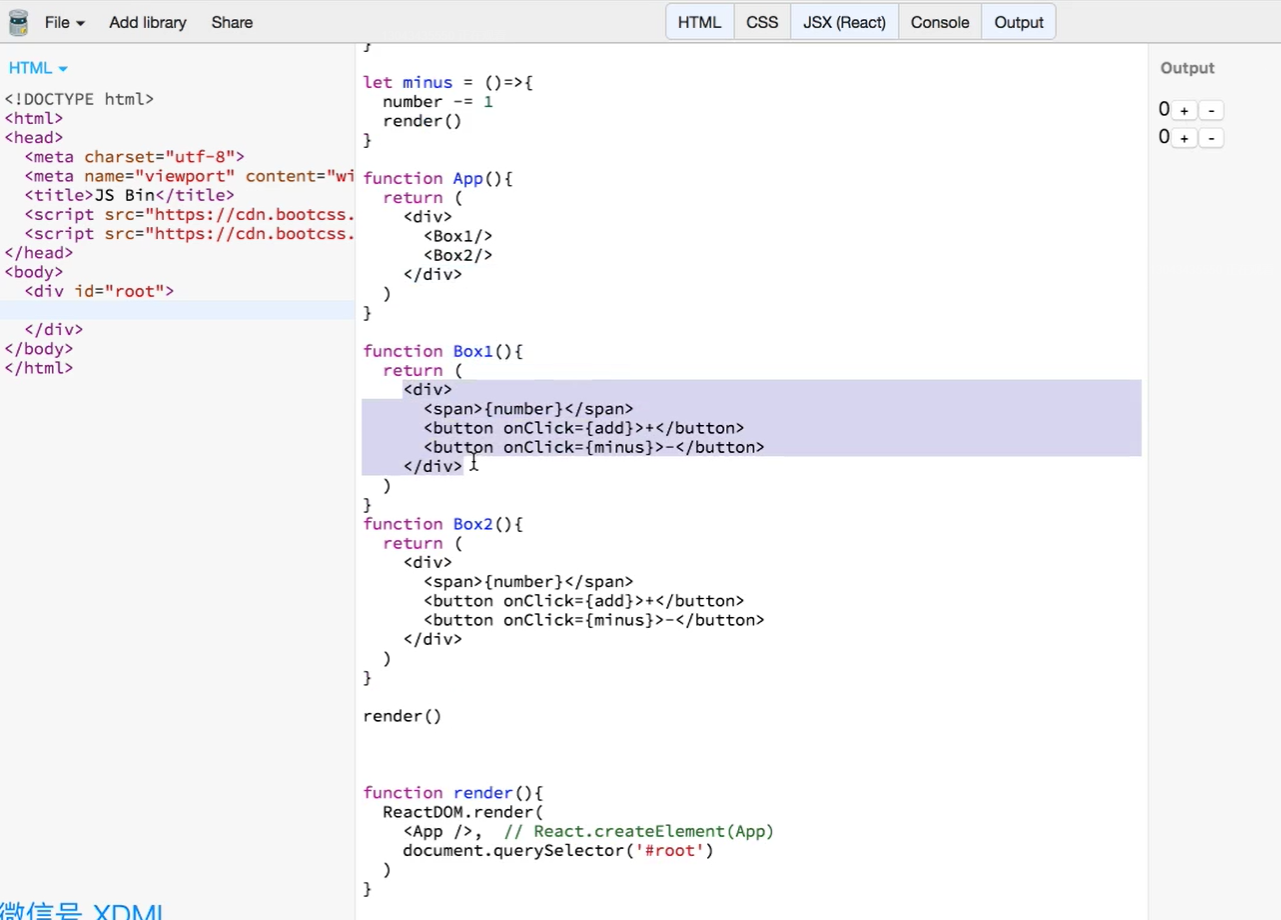 File Add library Share HTML CSS JSX (React) Console Output
HTML
<!DOCTYPE html>
<html>
<head>
<meta charset="utf-8">
<meta name="viewport" content="wi
<title>JS Bin</title>
<script src="https://cdn.bootcss.
<script src="https://cdn.bootcss.
</head>
<body>
<div id="root">
</div>
</body>
</html>
微信号 XDML
}
let minus = ()=>{
number -= 1
render()
}
function App(){
return (
<div>
<Box1/>
<Box2/>
</div>
)
}
function Box1(){
return (
<div>
<span>{number}</span>
<button onClick={add}>+</button>
<button onClick={minus}>-</button>
</div>
)
}
function Box2(){
return (
<div>
<span>{number}</span>
<button onClick={add}>+</button>
<button onClick={minus}>-</button>
</div>
)
}
render()
function render(){
ReactDOM.render(
<App />, // React.createElement(App)
document.querySelector('#root')
)
}
Output
0 + -
0 + -